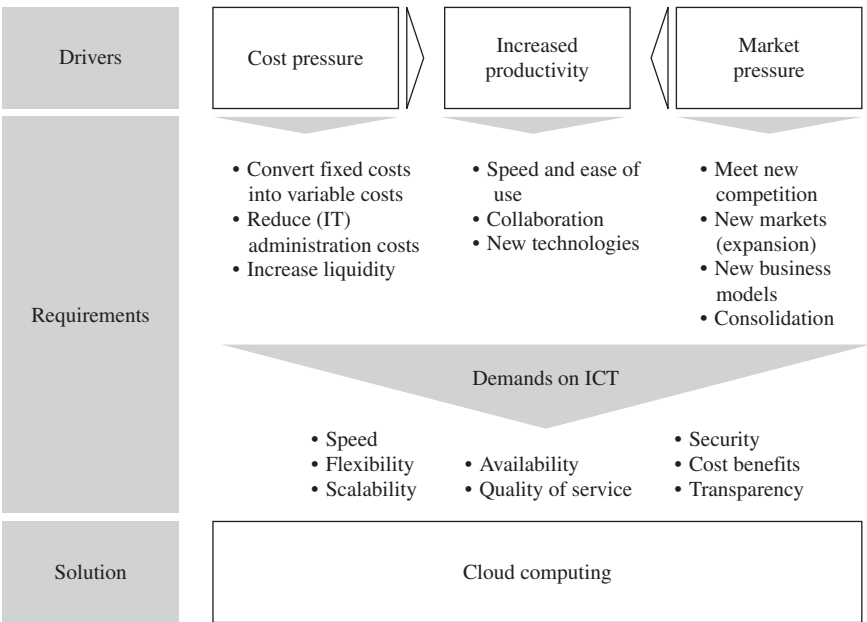 Drivers
Cost pressure
Increased
productivity
Market
pressure
Requirements
• Convert fixed costs
into variable costs
• Reduce (IT)
administration costs
• Increase liquidity
• Speed and ease of
use
• Collaboration
• New technologies
• Meet new
competition
• New markets
(expansion)
• New business
models
• Consolidation
Demands on ICT
• Speed
• Flexibility
• Scalability
• Availability
• Quality of service
• Security
• Cost benefits
• Transparency
Solution
Cloud computing